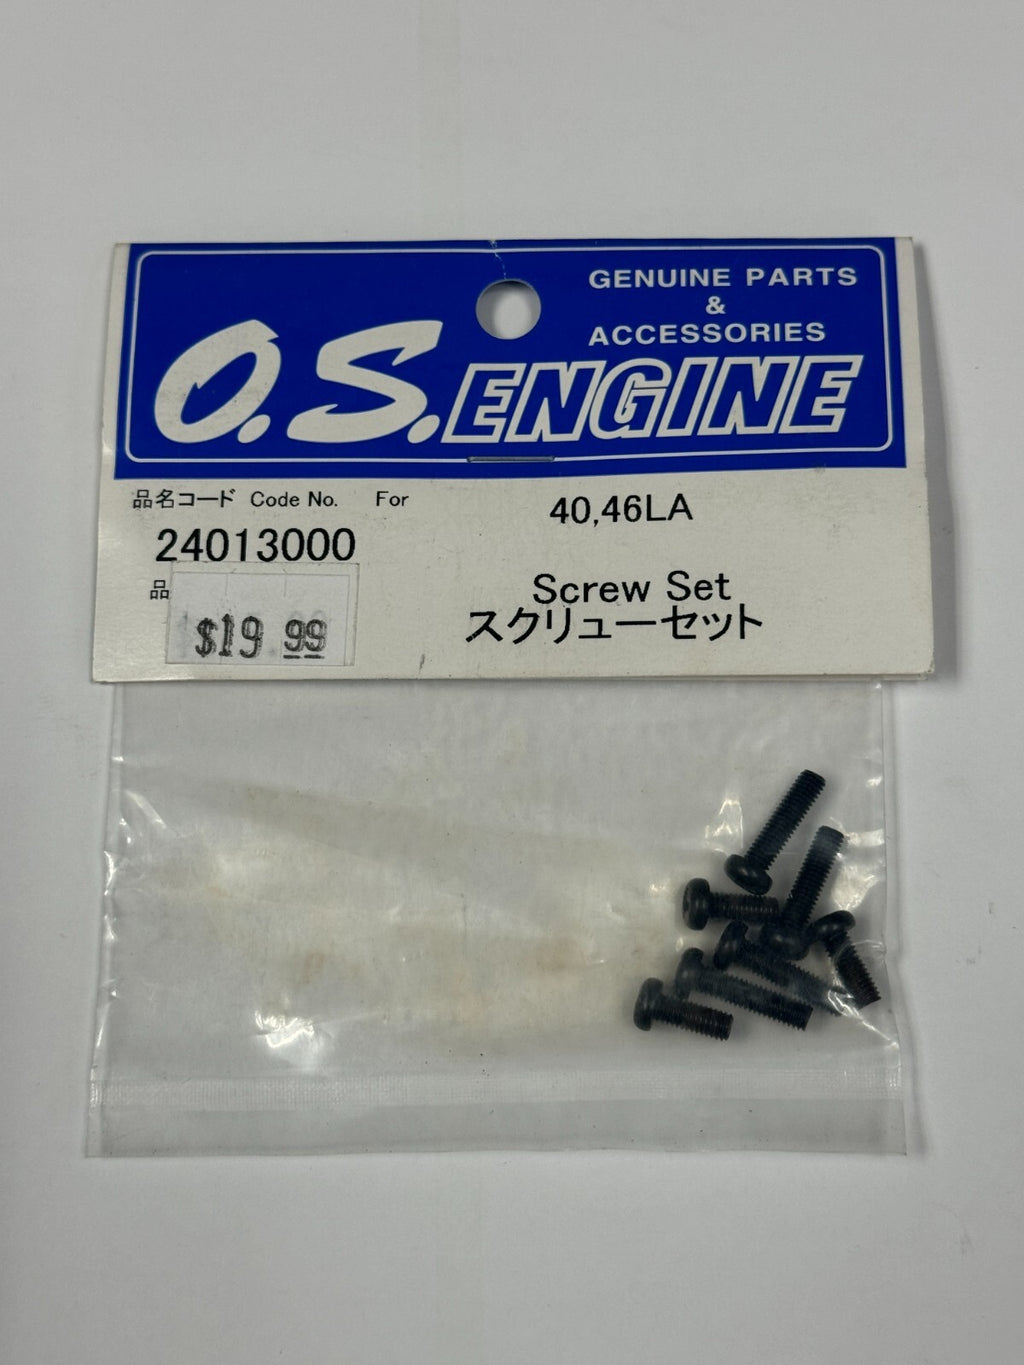 GENUINE PARTS
&
ACCESSORIES
O.S.ENGINE
品名コード Code No. For
40,46LA
24013000
品
Screw Set
スクリューセット
$19.99